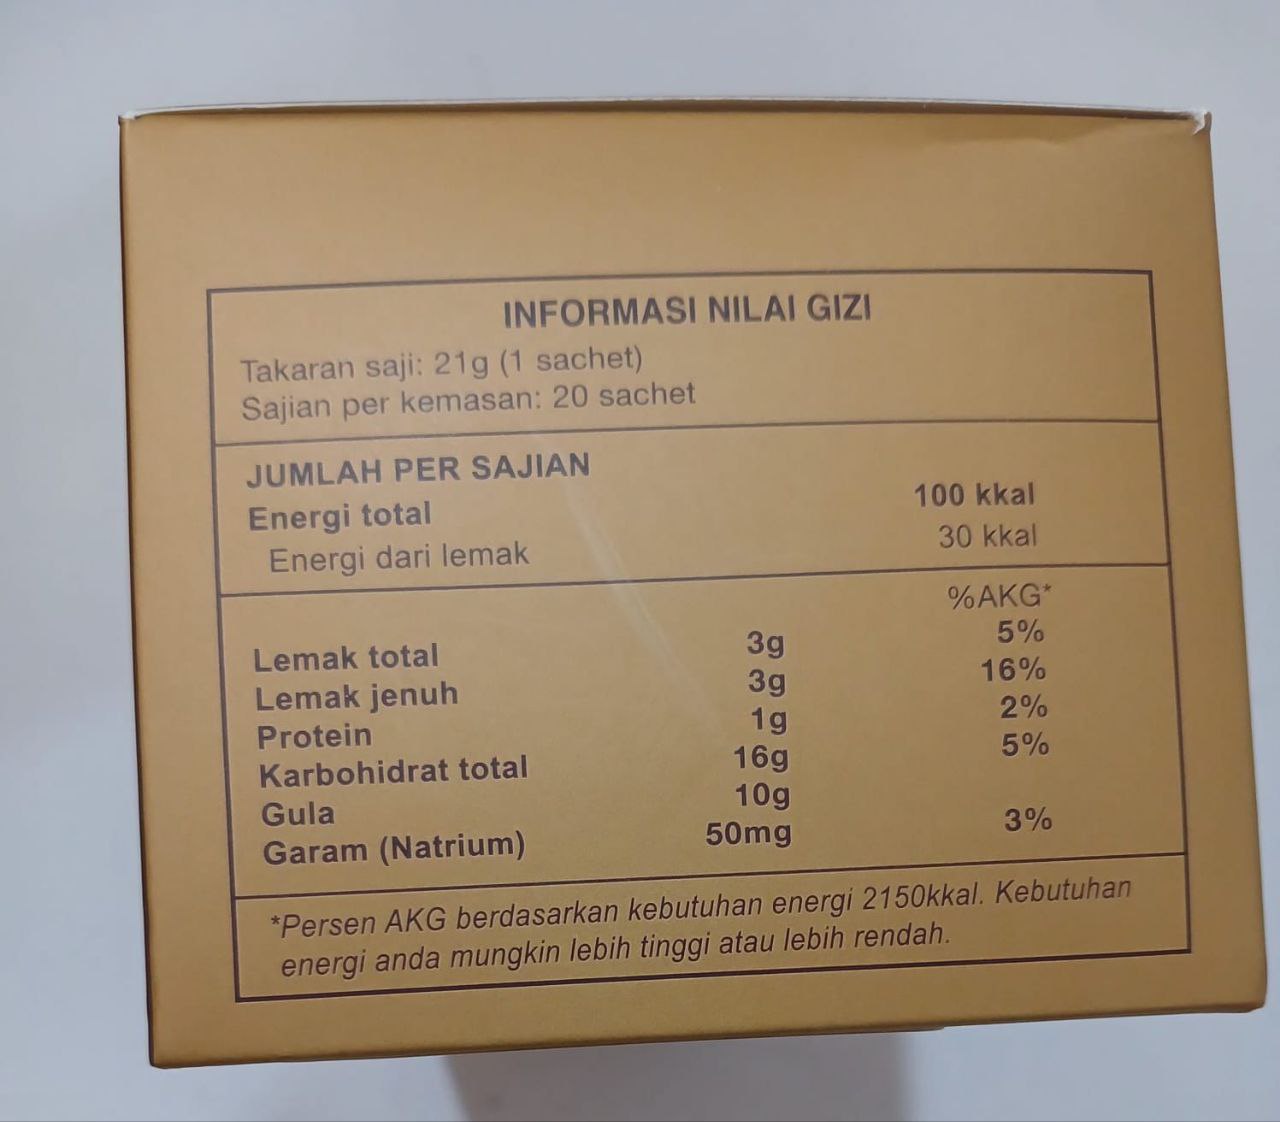 INFORMASI NILAI GIZI
Takaran saji: 21g (1 sachet)
Sajian per kemasan: 20 sachet
JUMLAH PER SAJIAN
Energi total 100 kkal
Energi dari lemak 30 kkal
%AKG*
Lemak total 3g 5%
Lemak jenuh 3g 16%
Protein 1g 2%
Karbohidrat total 16g 5%
Gula 10g
Garam (Natrium) 50mg 3%
*Persen AKG berdasarkan kebutuhan energi 2150kkal. Kebutuhan
energi anda mungkin lebih tinggi atau lebih rendah.